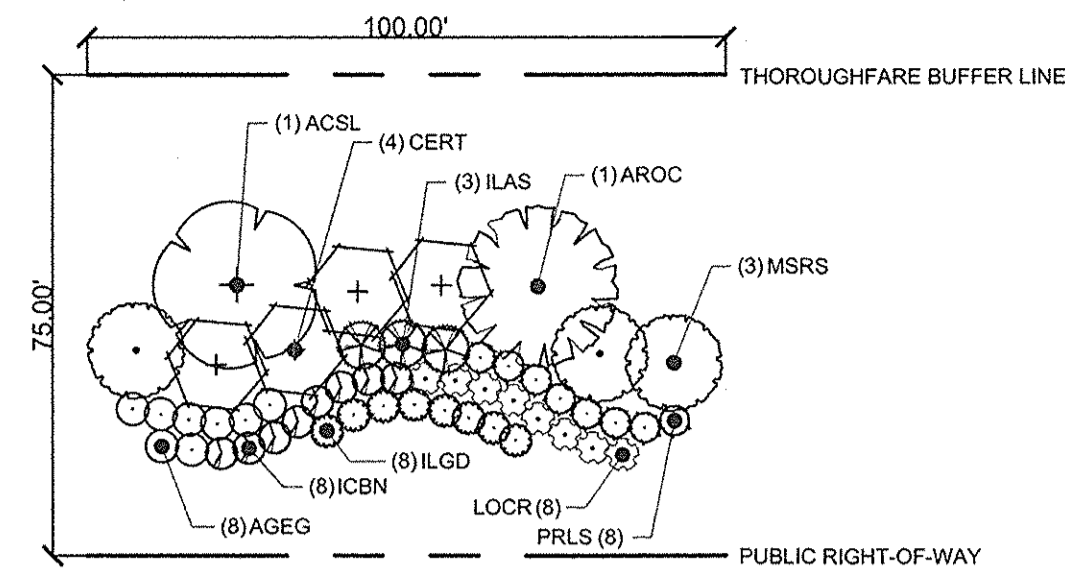 100.00'
THOROUGHFARE BUFFER LINE
(1) ACSL
(4) CERT
(3) ILAS
(1) AROC
(3) MSRS
75.00'
(8) ILGD
(8) ICBN
LOCR (8)
(8) AGEG
PRLS (8)
PUBLIC RIGHT-OF-WAY